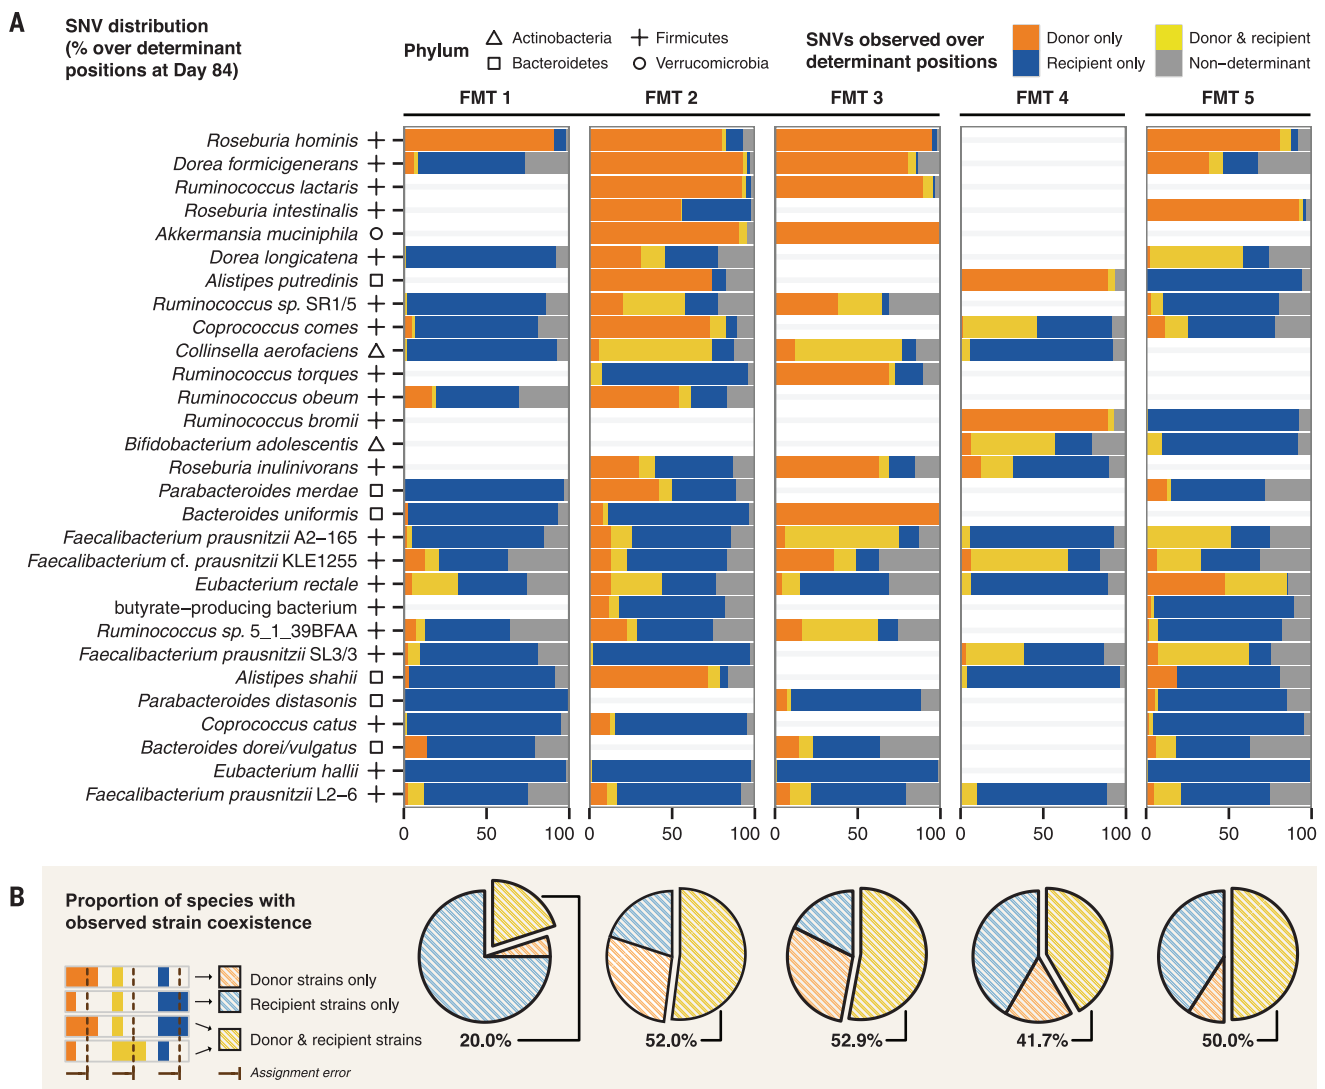 A
SNV distribution
(% over determinant
positions at Day 84)
Phylum
Actinobacteria
Firmicutes
Bacteroidetes
Verrucomicrobia
SNVs observed over
determinant positions
Donor only
Donor & recipient
Recipient only
Non−determinant
FMT 1
FMT 2
FMT 3
FMT 4
FMT 5
Roseburia hominis
Dorea formicigenerans
Ruminococcus lactaris
Roseburia intestinalis
Akkermansia muciniphila
Dorea longicatena
Alistipes putredinis
Ruminococcus sp. SR1/5
Coprococcus comes
Collinsella aerofaciens
Ruminococcus torques
Ruminococcus obeum
Ruminococcus bromii
Bifidobacterium adolescentis
Roseburia inulinivorans
Parabacteroides merdae
Bacteroides uniformis
Faecalibacterium prausnitzii A2−165
Faecalibacterium cf. prausnitzii KLE1255
Eubacterium rectale
butyrate−producing bacterium
Ruminococcus sp. 5_1_39BFAA
Faecalibacterium prausnitzii SL3/3
Alistipes shahii
Parabacteroides distasonis
Coprococcus catus
Bacteroides dorei/vulgatus
Eubacterium hallii
Faecalibacterium prausnitzii L2−6
0 50 100
0 50 100
0 50 100
0 50 100
0 50 100
B
Proportion of species with
observed strain coexistence
Donor strains only
Recipient strains only
Donor & recipient strains
Assignment error
20.0%
52.0%
52.9%
41.7%
50.0%